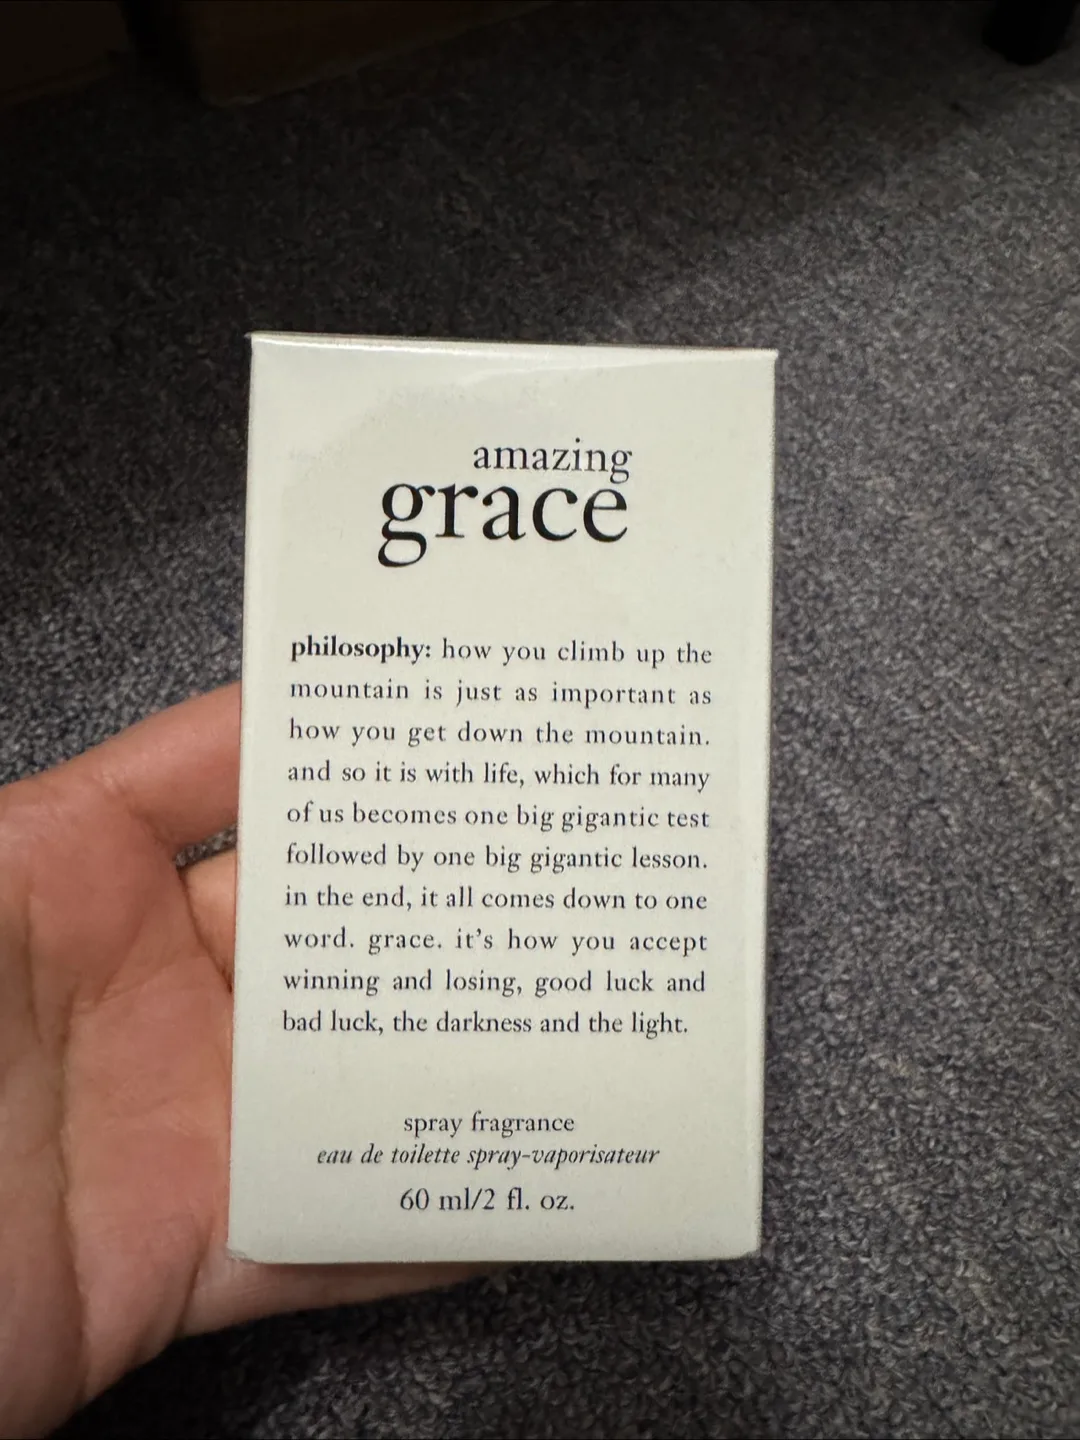 amazing
grace
philosophy: how you climb up the
mountain is just as important as
how you get down the mountain.
and so it is with life, which for many
of us becomes one big gigantic test
followed by one big gigantic lesson.
in the end, it all comes down to one
word. grace. it's how you accept
winning and losing, good luck and
bad luck, the darkness and the light.
spray fragrance
eau de toilette spray-vaporisateur
60 ml/2 fl. oz.